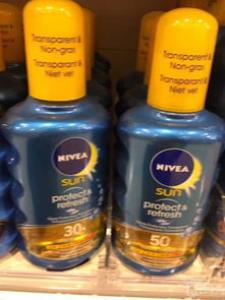 Transparent &
Non-gras
Transparant &
Niet vet
NIVEA
sun
protect &
refresh
30
Transparent &
Non-gras
Transparant &
Niet vet
NIVEA
sun
protect &
refresh
50